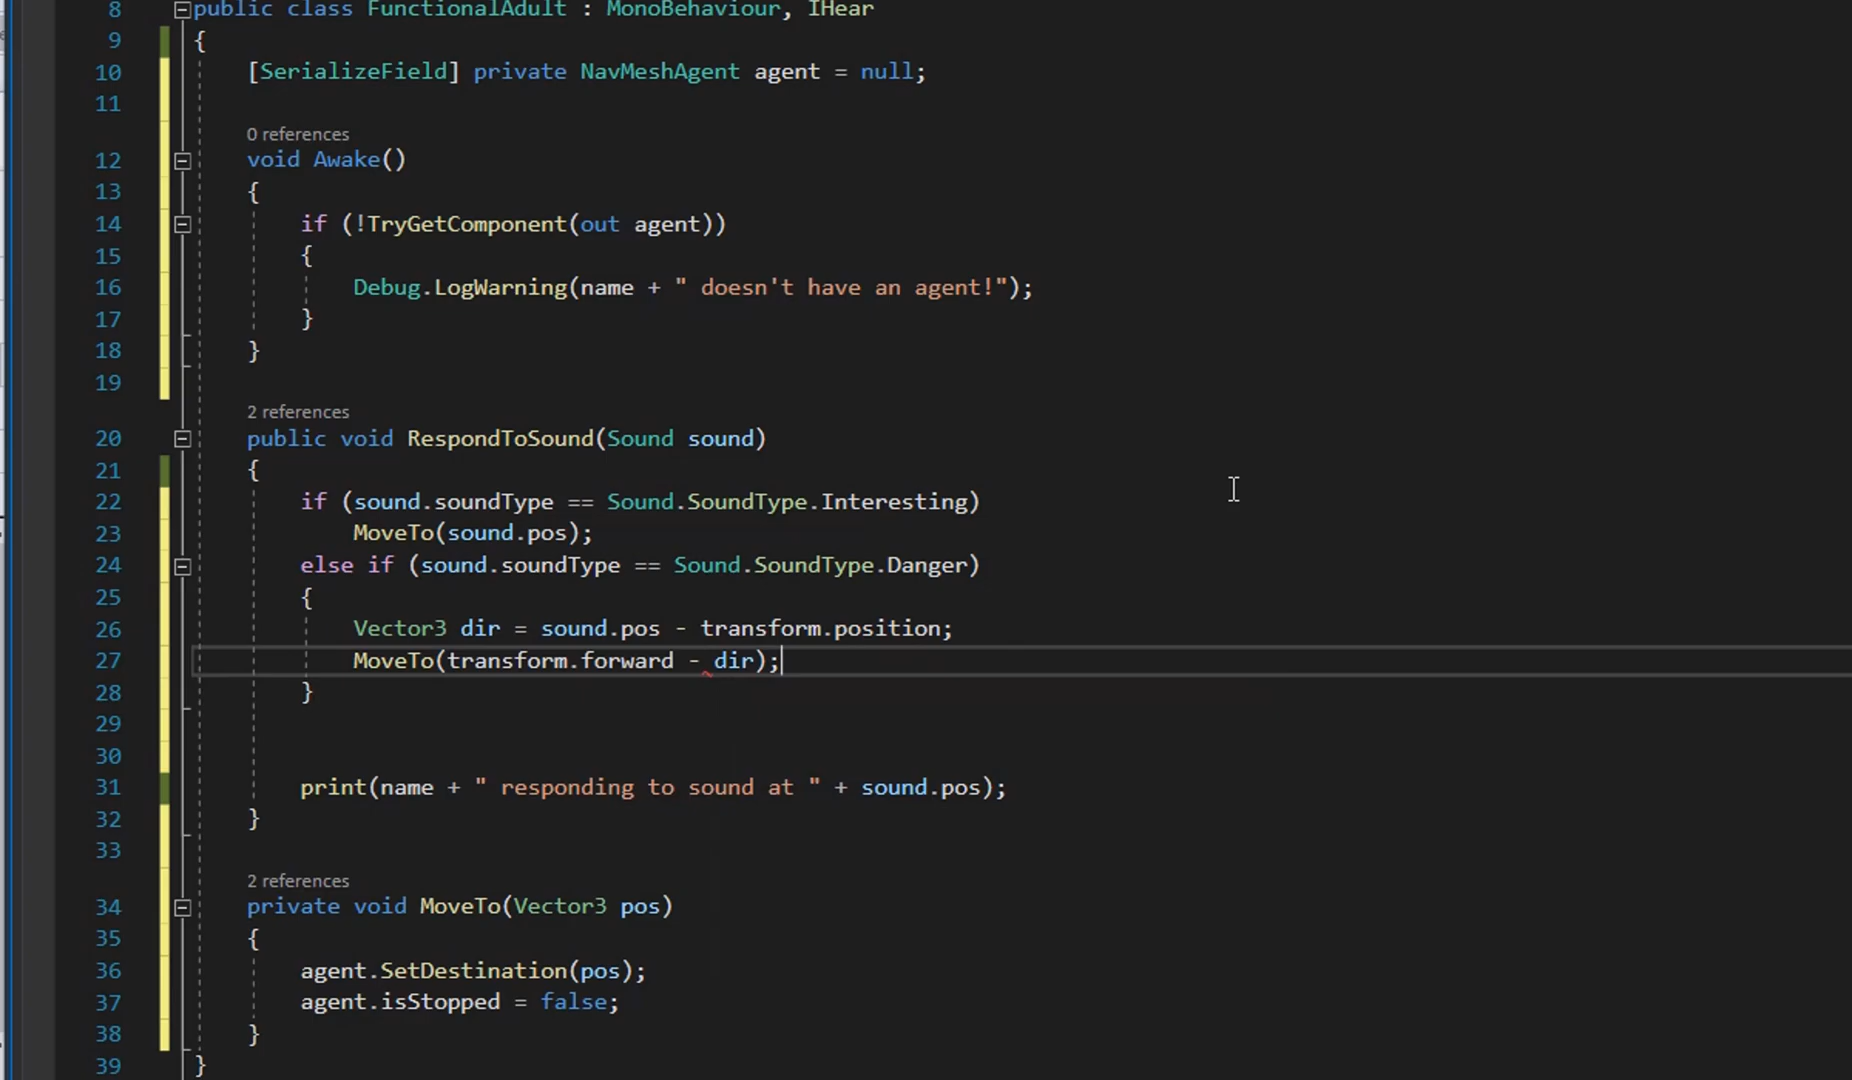 8 public class FunctionalAdult : MonoBehaviour, IHear
9 {
10 [SerializeField] private NavMeshAgent agent = null;
11
0 references
12 void Awake()
13 {
14 if (!TryGetComponent(out agent))
15 {
16 Debug.LogWarning(name + " doesn't have an agent!");
17 }
18 }
19
2 references
20 public void RespondToSound(Sound sound)
21 {
22 if (sound.soundType == Sound.SoundType.Interesting)
23 MoveTo(sound.pos);
24 else if (sound.soundType == Sound.SoundType.Danger)
25 {
26 Vector3 dir = sound.pos - transform.position;
27 MoveTo(transform.forward - dir);
28 }
29
30
31 print(name + " responding to sound at " + sound.pos);
32 }
33
2 references
34 private void MoveTo(Vector3 pos)
35 {
36 agent.SetDestination(pos);
37 agent.isStopped = false;
38 }
39 }